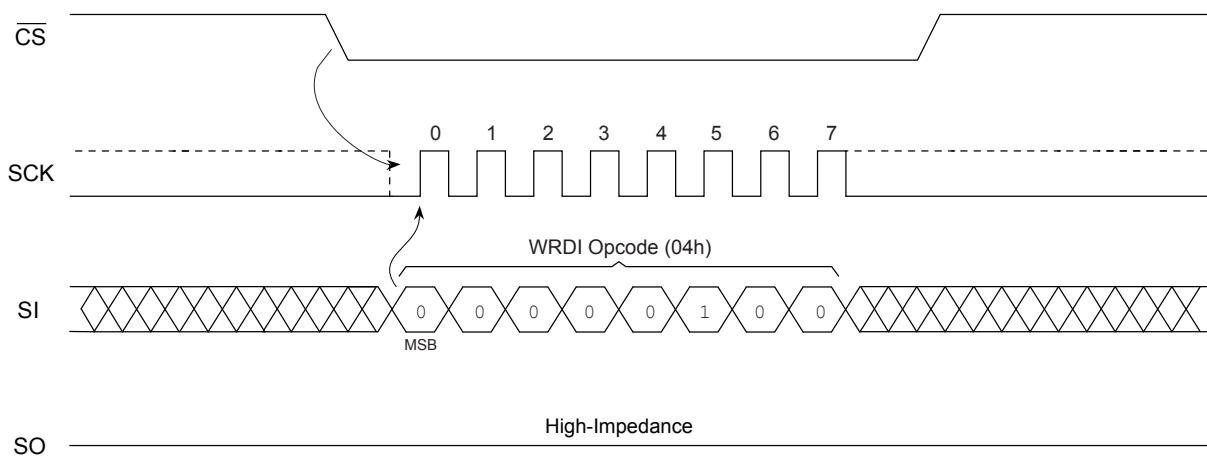 CS
0 1 2 3 4 5 6 7
SCK
WRDI Opcode (04h)
SI
0 0 0 0 0 1 0 0
MSB
High-Impedance
SO